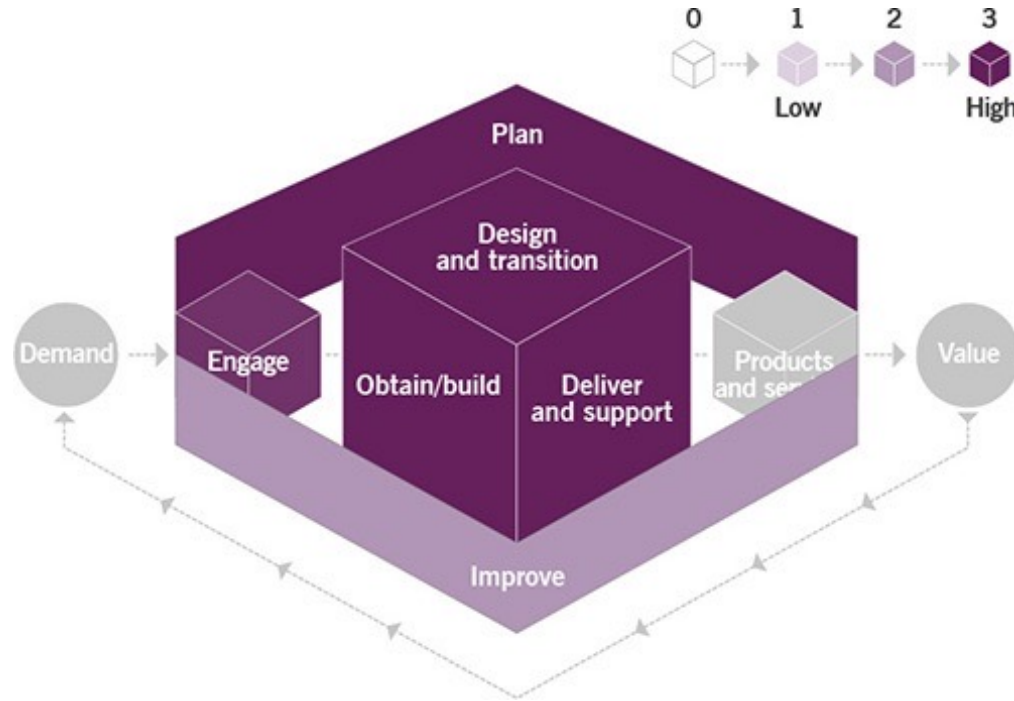 0 1 2 3
Low High
Plan
Design
and transition
Demand
Engage
Obtain/build
Deliver
and support
Products
and
Value
Improve